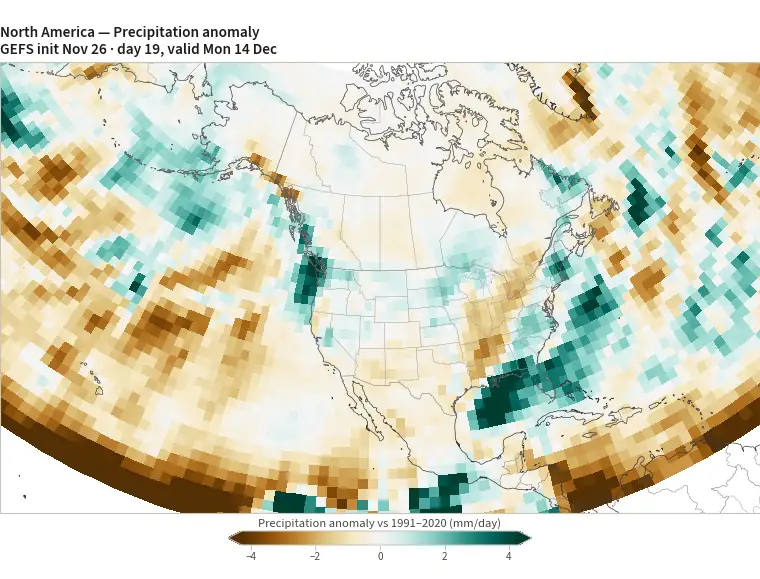 North America — Precipitation anomaly
GEFS init Nov 26 · day 19, valid Mon 14 Dec
Precipitation anomaly vs 1991–2020 (mm/day)
−4 −2 0 2 4